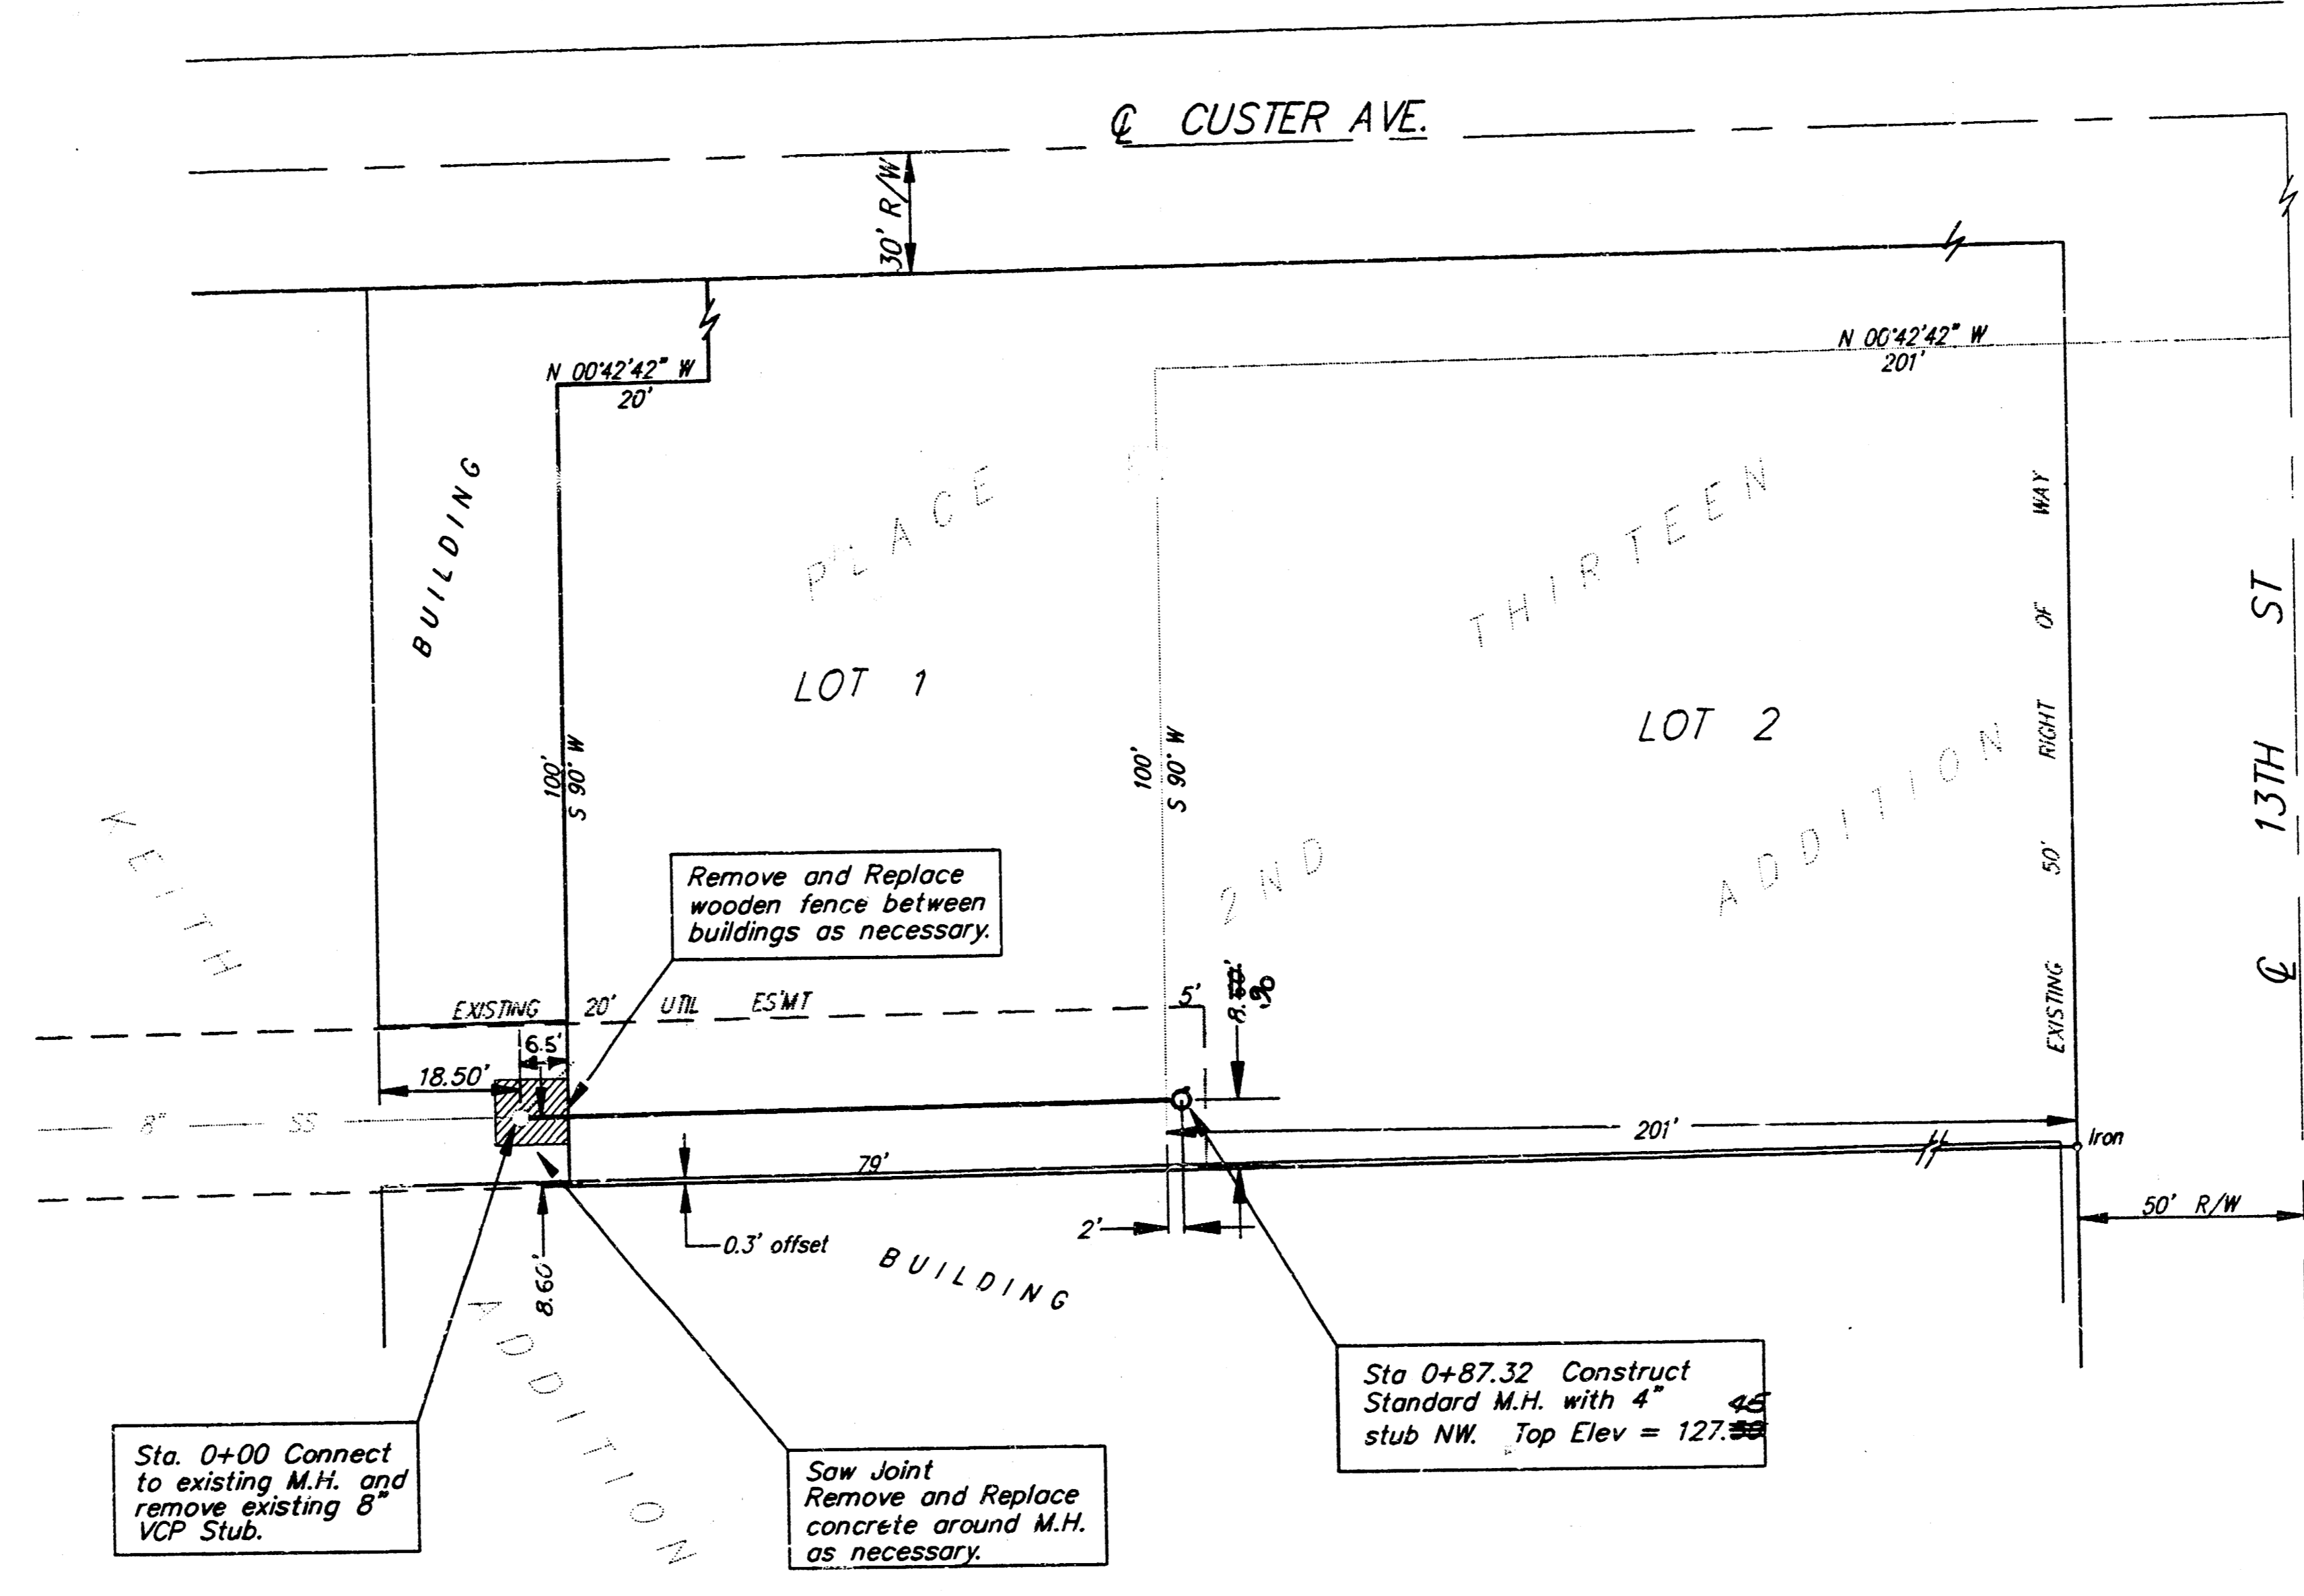 ℄ CUSTER AVE.
30' R/W
N 00°42'42" W
20'
N 00°42'42" W
201'
BUILDING
PLACE
THIRTEEN
LOT 1
LOT 2
2ND
ADDITION
EXISTING 50' RIGHT OF WAY
℄ 13TH ST
100'
S 90° W
100'
S 90° W
KEITH
ADDITION
Remove and Replace
wooden fence between
buildings as necessary.
EXISTING 20' UTIL ES'MT
5'
8.60'
.90
6.5'
18.50'
8" SS
201'
Iron
79'
50' R/W
2'
0.3' offset
8.60'
BUILDING
Sta 0+87.32 Construct
Standard M.H. with 4"
45
stub NW. Top Elev = 127.50
Sta. 0+00 Connect
to existing M.H. and
remove existing 8"
VCP Stub.
Saw Joint
Remove and Replace
concrete around M.H.
as necessary.